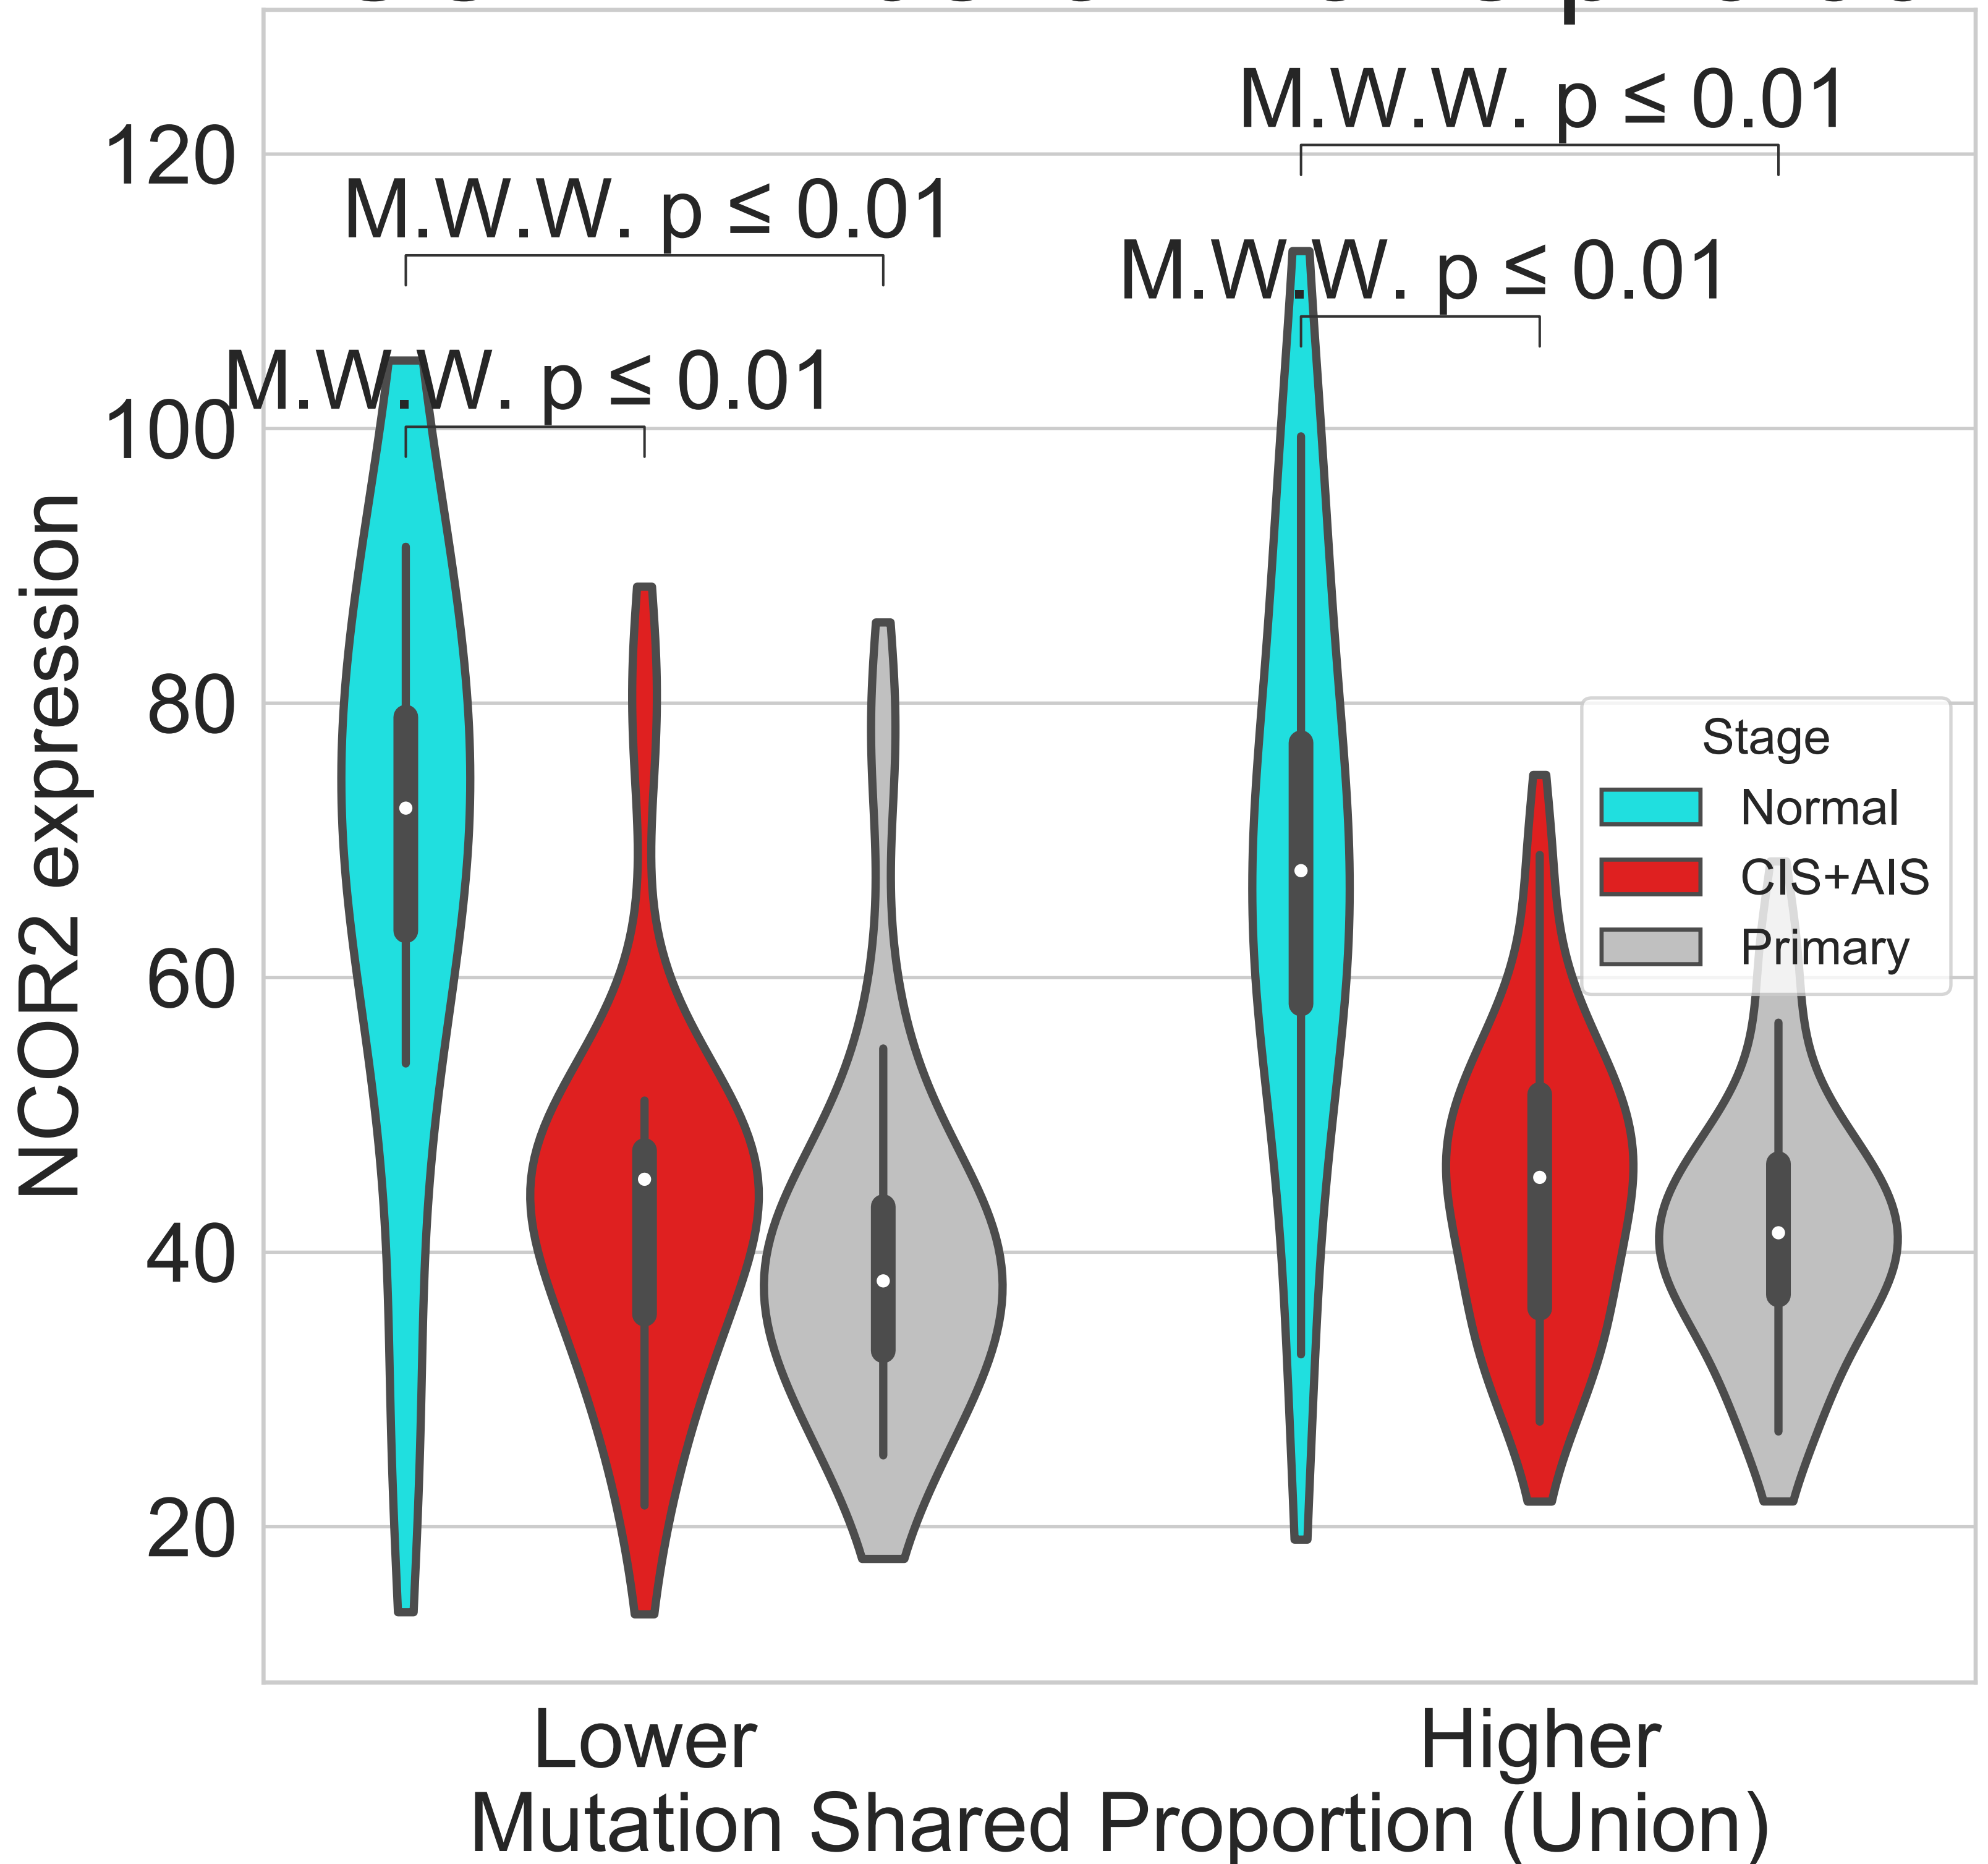 M.W.W. p ≤ 0.01
M.W.W. p ≤ 0.01
M.W.W. p ≤ 0.01
M.W.W. p ≤ 0.01
120
100
80
60
40
20
NCOR2 expression
Stage
Normal
CIS+AIS
Primary
Lower
Higher
Mutation Shared Proportion (Union)